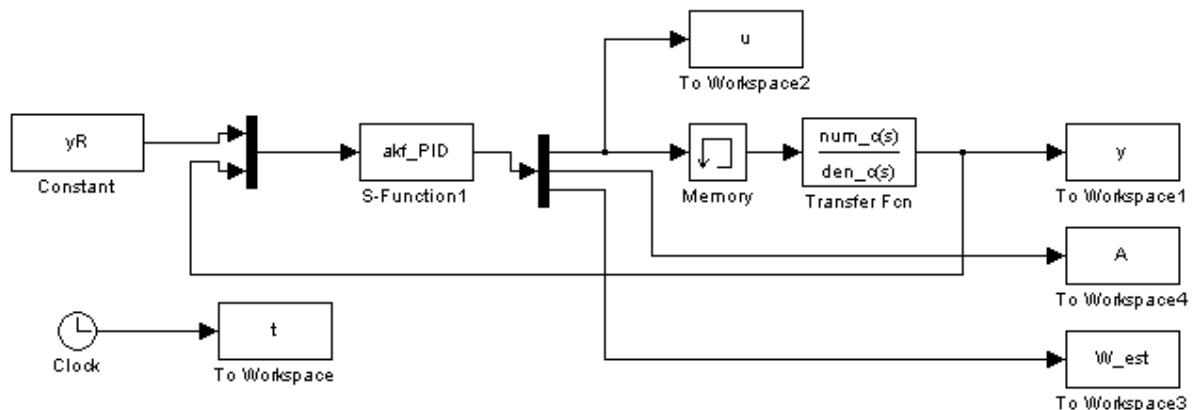 u
To Workspace2
yR
Constant
akf_PID
S-Function1
Memory
num_c(s)
den_c(s)
Transfer Fcn
y
To Workspace1
A
To Workspace4
Clock
t
To Workspace
W_est
To Workspace3